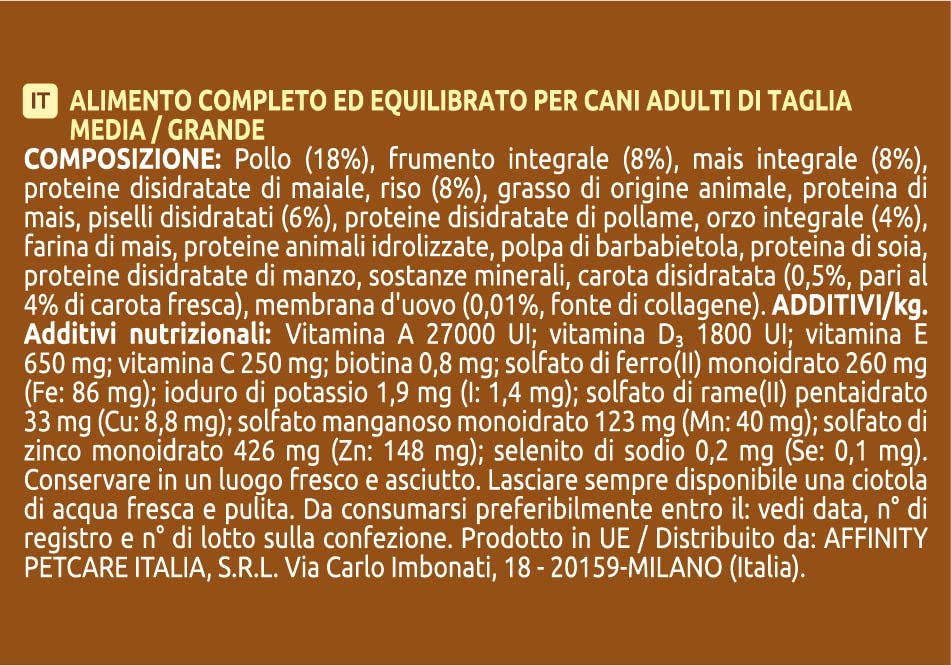 IT ALIMENTO COMPLETO ED EQUILIBRATO PER CANI ADULTI DI TAGLIA
MEDIA / GRANDE
COMPOSIZIONE: Pollo (18%), frumento integrale (8%), mais integrale (8%),
proteine disidratate di maiale, riso (8%), grasso di origine animale, proteina di
mais, piselli disidratati (6%), proteine disidratate di pollame, orzo integrale (4%),
farina di mais, proteine animali idrolizzate, polpa di barbabietola, proteina di soia,
proteine disidratate di manzo, sostanze minerali, carota disidratata (0,5%, pari al
4% di carota fresca), membrana d'uovo (0,01%, fonte di collagene). ADDITIVI/kg.
Additivi nutrizionali: Vitamina A 27000 UI; vitamina D₃ 1800 UI; vitamina E
650 mg; vitamina C 250 mg; biotina 0,8 mg; solfato di ferro(II) monoidrato 260 mg
(Fe: 86 mg); ioduro di potassio 1,9 mg (I: 1,4 mg); solfato di rame(II) pentaidrato
33 mg (Cu: 8,8 mg); solfato manganoso monoidrato 123 mg (Mn: 40 mg); solfato di
zinco monoidrato 426 mg (Zn: 148 mg); selenito di sodio 0,2 mg (Se: 0,1 mg).
Conservare in un luogo fresco e asciutto. Lasciare sempre disponibile una ciotola
di acqua fresca e pulita. Da consumarsi preferibilmente entro il: vedi data, n° di
registro e n° di lotto sulla confezione. Prodotto in UE / Distribuito da: AFFINITY
PETCARE ITALIA, S.R.L. Via Carlo Imbonati, 18 - 20159-MILANO (Italia).